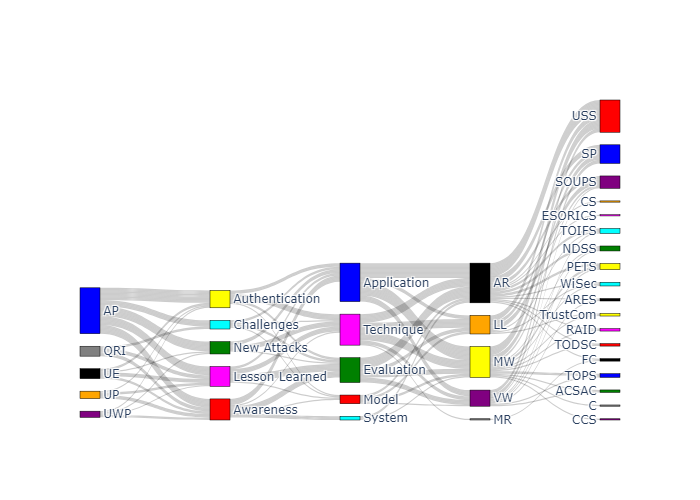 AP
QRI
UE
UP
UWP
Authentication
Challenges
New Attacks
Lesson Learned
Awareness
Application
Technique
Evaluation
Model
System
AR
LL
MW
VW
MR
USS
SP
SOUPS
CS
ESORICS
TOIFS
NDSS
PETS
WiSec
ARES
TrustCom
RAID
TODSC
FC
TOPS
ACSAC
C
CCS